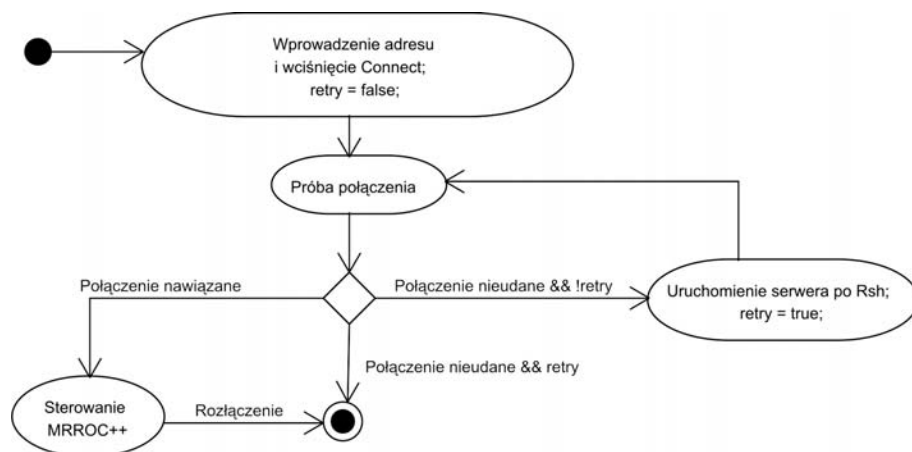 Wprowadzenie adresu
i wciśnięcie Connect;
retry = false;
Próba połączenia
Połączenie nawiązane
Połączenie nieudane && !retry
Uruchomienie serwera po Rsh;
retry = true;
Połączenie nieudane && retry
Sterowanie
MRROC++
Rozłączenie